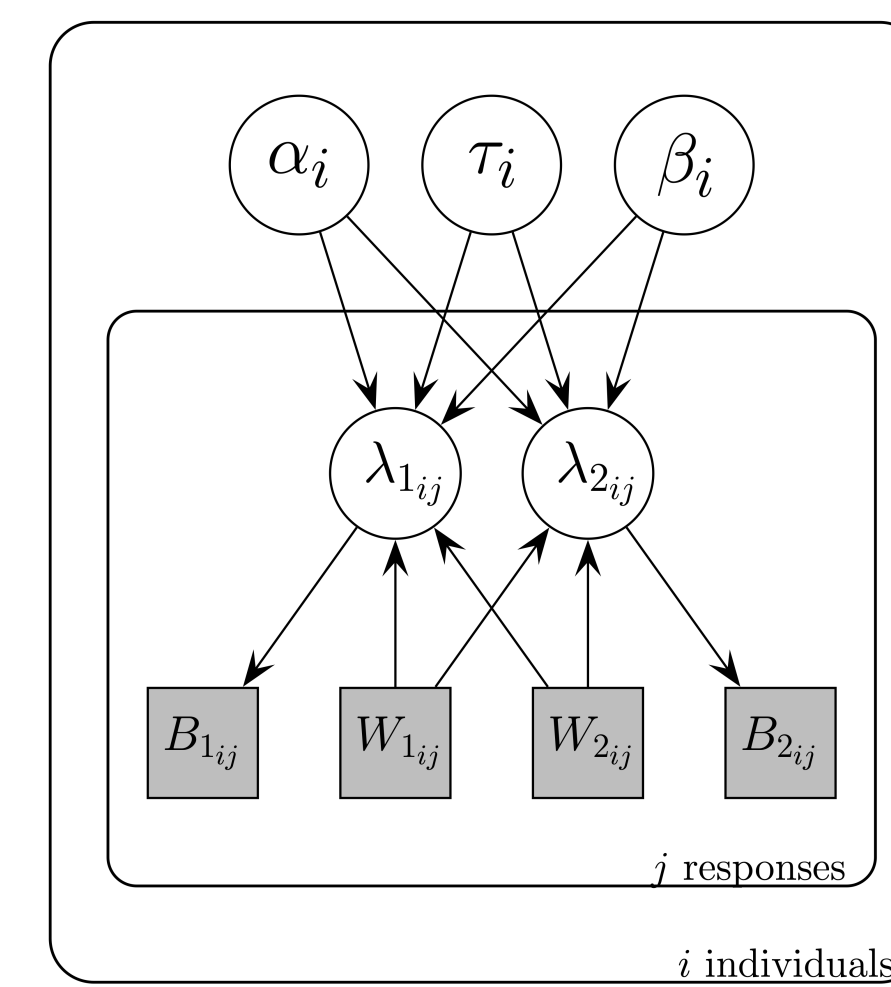 αᵢ τᵢ βᵢ
λ₁ᵢⱼ λ₂ᵢⱼ
B₁ᵢⱼ W₁ᵢⱼ W₂ᵢⱼ B₂ᵢⱼ
j responses
i individuals